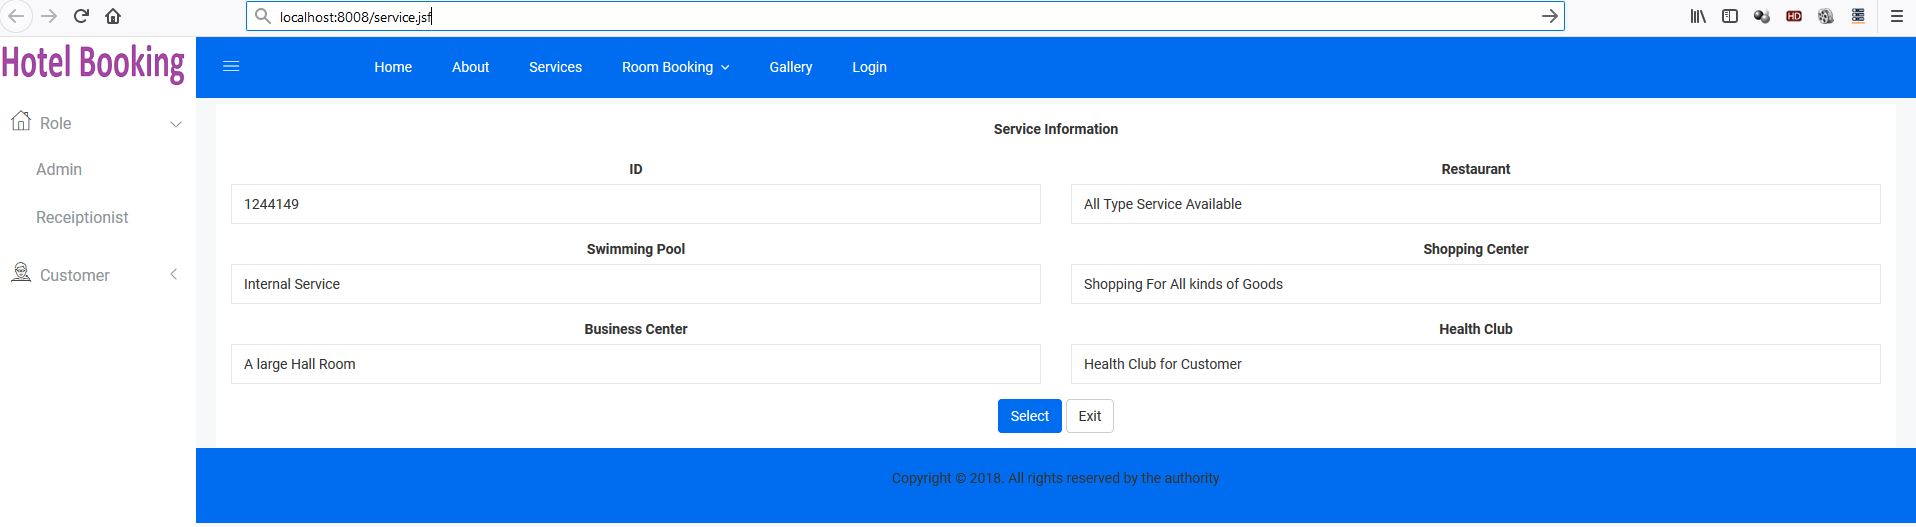 localhost:8008/service.jsf
HD
Hotel Booking
Home About Services Room Booking Gallery Login
Role
Admin
Receiptionist
Customer
Service Information
ID Restaurant
1244149 All Type Service Available
Swimming Pool Shopping Center
Internal Service Shopping For All kinds of Goods
Business Center Health Club
A large Hall Room Health Club for Customer
Select Exit
Copyright © 2018. All rights reserved by the authority